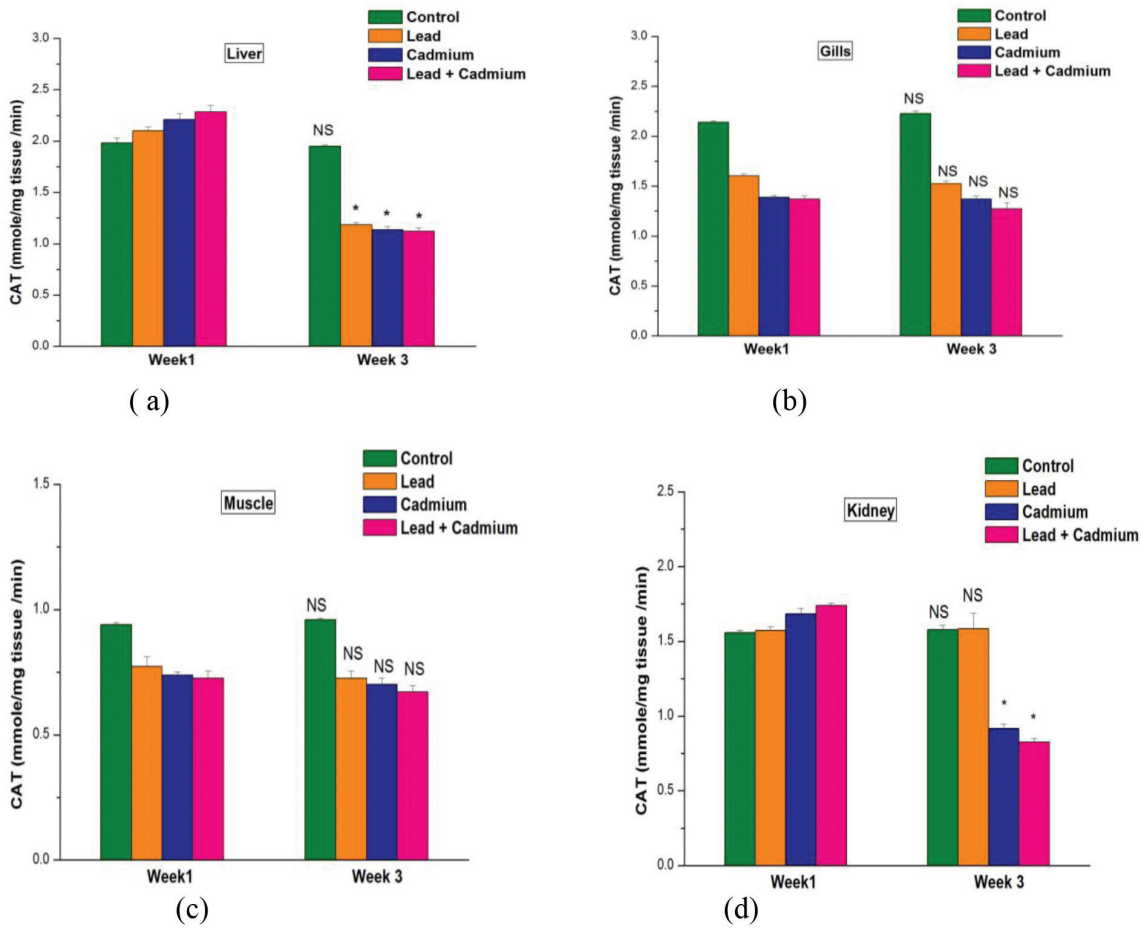 Control
Lead
Cadmium
Lead + Cadmium
Liver
3.0
2.5
2.0
1.5
1.0
0.5
0.0
CAT (mmole/mg tissue /min)
NS
* * *
Week1 Week 3
( a)
Control
Lead
Cadmium
Lead + Cadmium
Gills
3.0
2.5
2.0
1.5
1.0
0.5
0.0
CAT (mmole/mg tissue /min)
NS
NS NS NS
Week1 Week 3
(b)
Control
Lead
Cadmium
Lead + Cadmium
Muscle
1.5
1.0
0.5
0.0
CAT (mmole/mg tissue /min)
NS
NS NS NS
Week1 Week 3
(c)
Control
Lead
Cadmium
Lead + Cadmium
Kidney
2.5
2.0
1.5
1.0
0.5
0.0
CAT (mmole/mg tissue /min)
NS NS
* *
Week1 Week 3
(d)